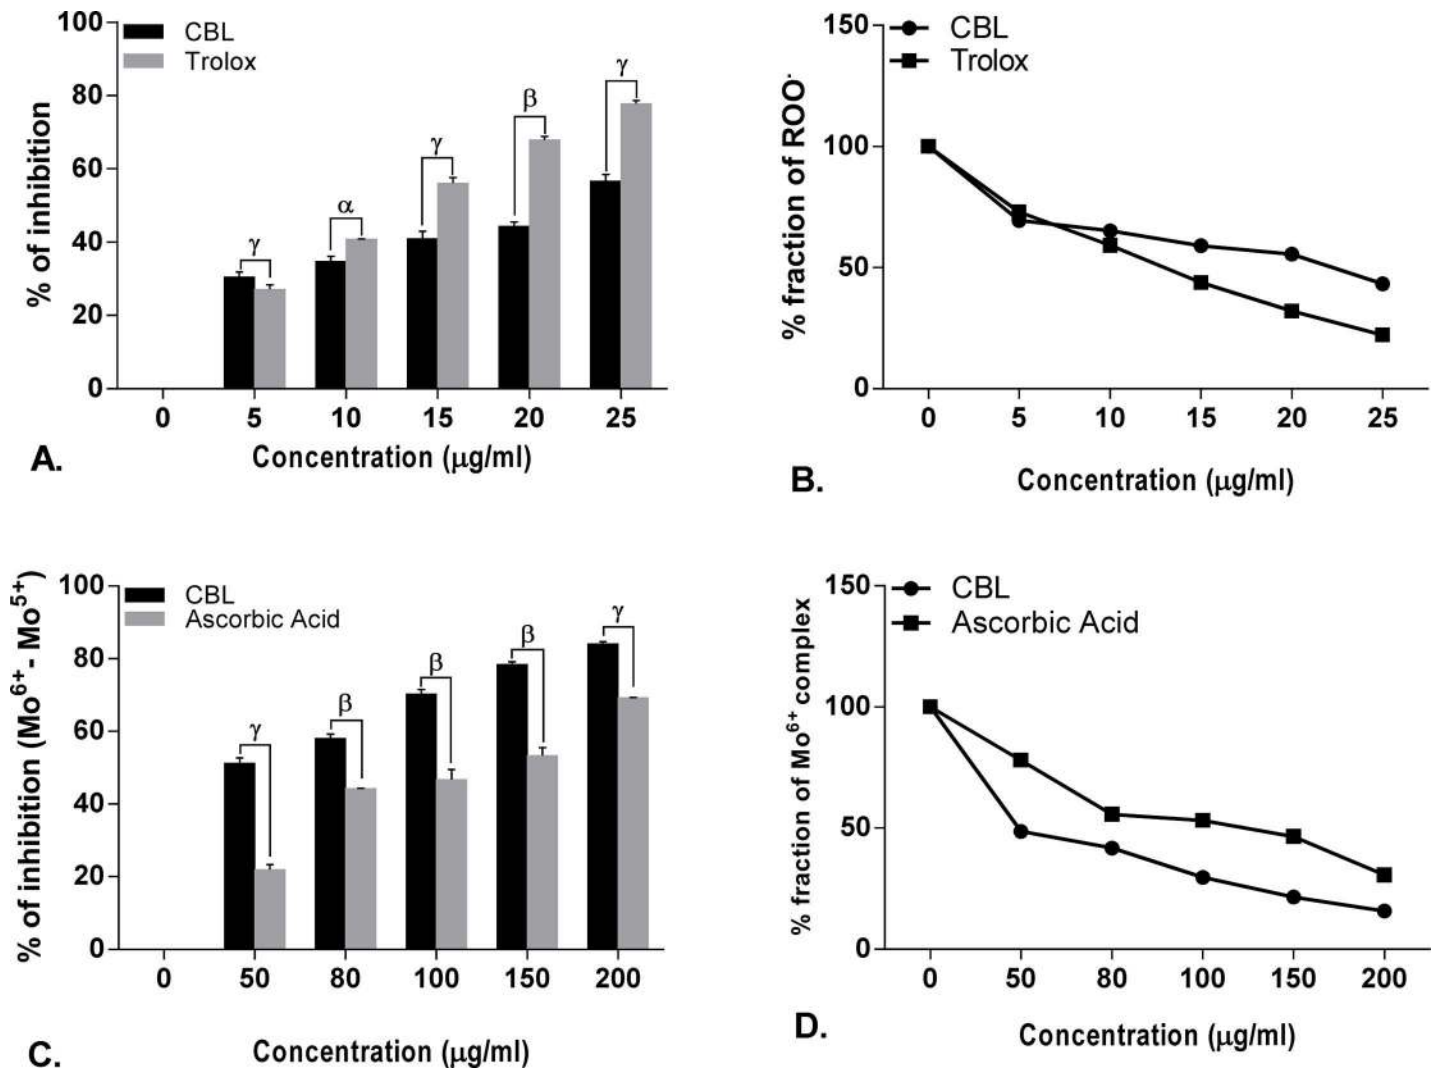 CBL
Trolox
% of inhibition
100
80
60
40
20
0
γ
α
γ
β
γ
0 5 10 15 20 25
Concentration (μg/ml)
A.
CBL
Trolox
% fraction of ROO·
150
100
50
0
0 5 10 15 20 25
Concentration (μg/ml)
B.
CBL
Ascorbic Acid
% of inhibition (Mo⁶⁺- Mo⁵⁺)
100
80
60
40
20
0
γ
β
β
β
γ
0 50 80 100 150 200
Concentration (μg/ml)
C.
CBL
Ascorbic Acid
% fraction of Mo⁶⁺ complex
150
100
50
0
0 50 80 100 150 200
Concentration (μg/ml)
D.